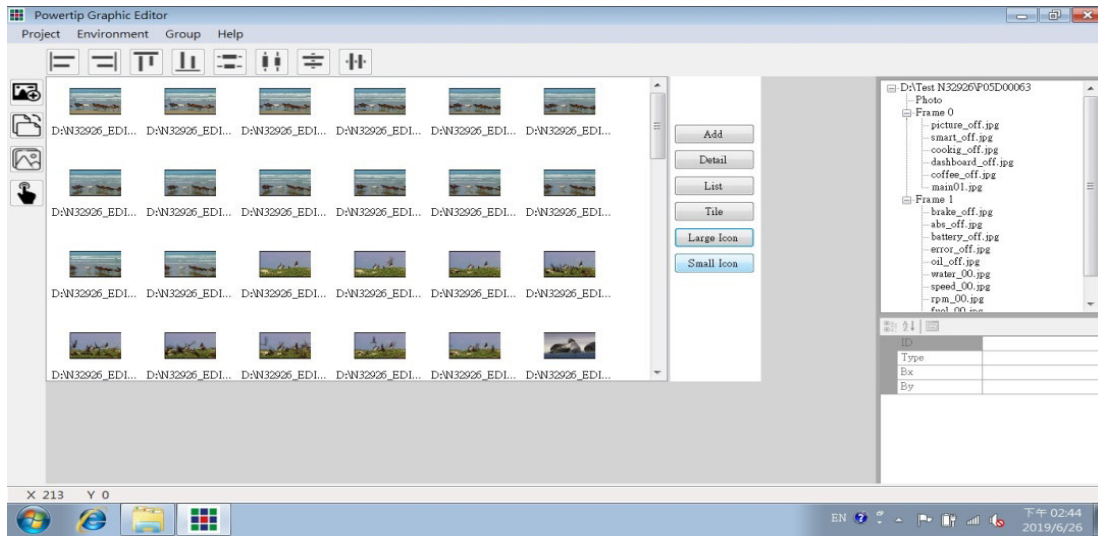 Powertip Graphic Editor
Project Environment Group Help
D:\N32926_EDI... D:\N32926_EDI... D:\N32926_EDI... D:\N32926_EDI... D:\N32926_EDI... D:\N32926_EDI...
D:\N32926_EDI... D:\N32926_EDI... D:\N32926_EDI... D:\N32926_EDI... D:\N32926_EDI... D:\N32926_EDI...
D:\N32926_EDI... D:\N32926_EDI... D:\N32926_EDI... D:\N32926_EDI... D:\N32926_EDI... D:\N32926_EDI...
D:\N32926_EDI... D:\N32926_EDI... D:\N32926_EDI... D:\N32926_EDI... D:\N32926_EDI... D:\N32926_EDI...
Add
Detail
List
Tile
Large Icon
Small Icon
D:\Test N32926\P05D00063
Photo
Frame 0
picture_off.jpg
smart_off.jpg
cookig_off.jpg
dashboard_off.jpg
coffee_off.jpg
main01.jpg
Frame 1
brake_off.jpg
abs_off.jpg
battery_off.jpg
error_off.jpg
oil_off.jpg
water_00.jpg
speed_00.jpg
rpm_00.jpg
fuel_00.jpg
ID
Type
Bx
By
X 213 Y 0
EN
下午 02:44
2019/6/26